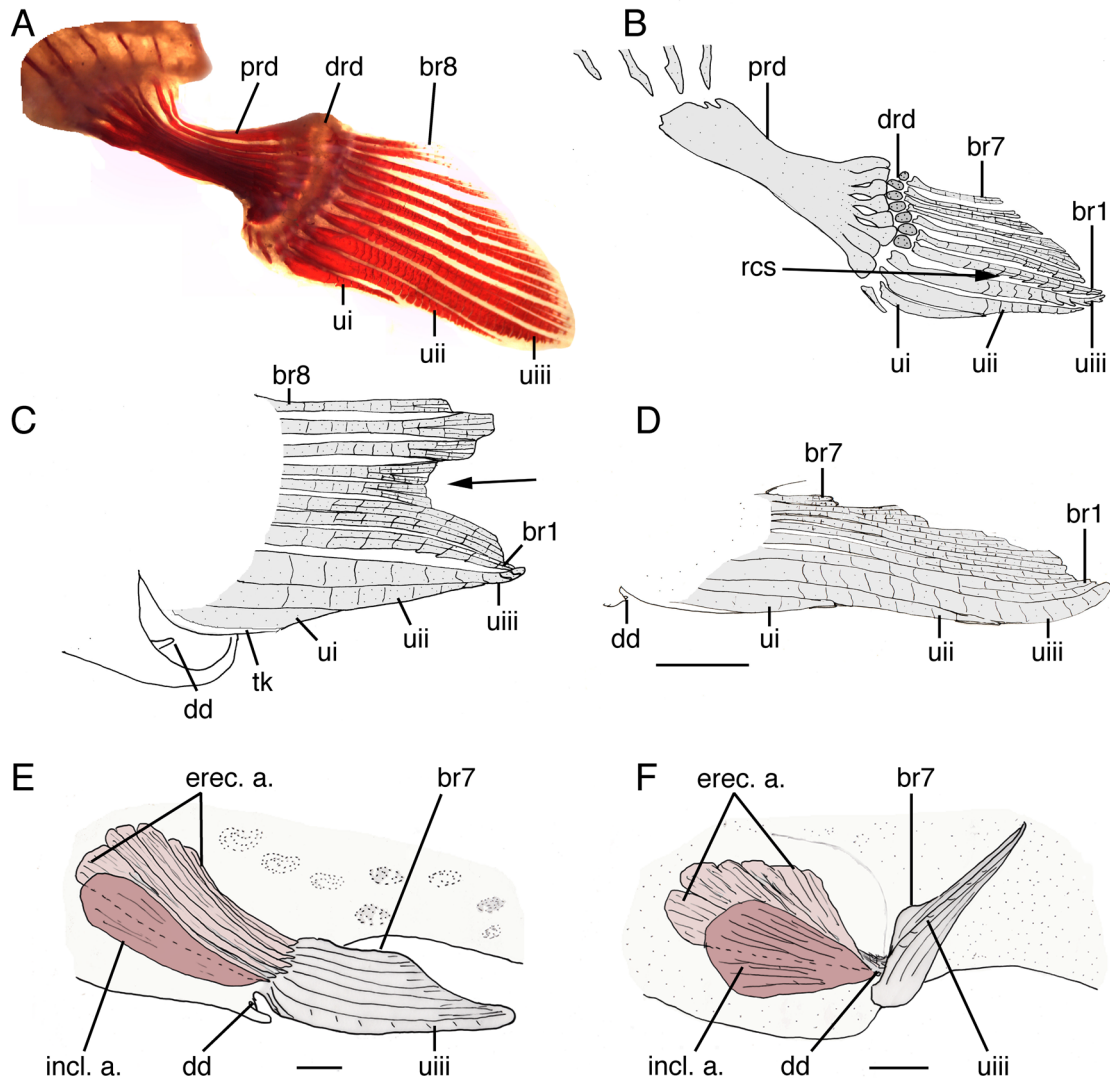 A
prd
drd
br8
ui
uii
uiii
B
prd
drd
br7
br1
rcs
ui
uii
uiii
C
br8
br1
uiii
uii
ui
tk
dd
D
br7
br1
dd
ui
uii
uiii
E
erec. a.
br7
incl. a.
dd
uiii
F
erec. a.
br7
incl. a.
dd
uiii